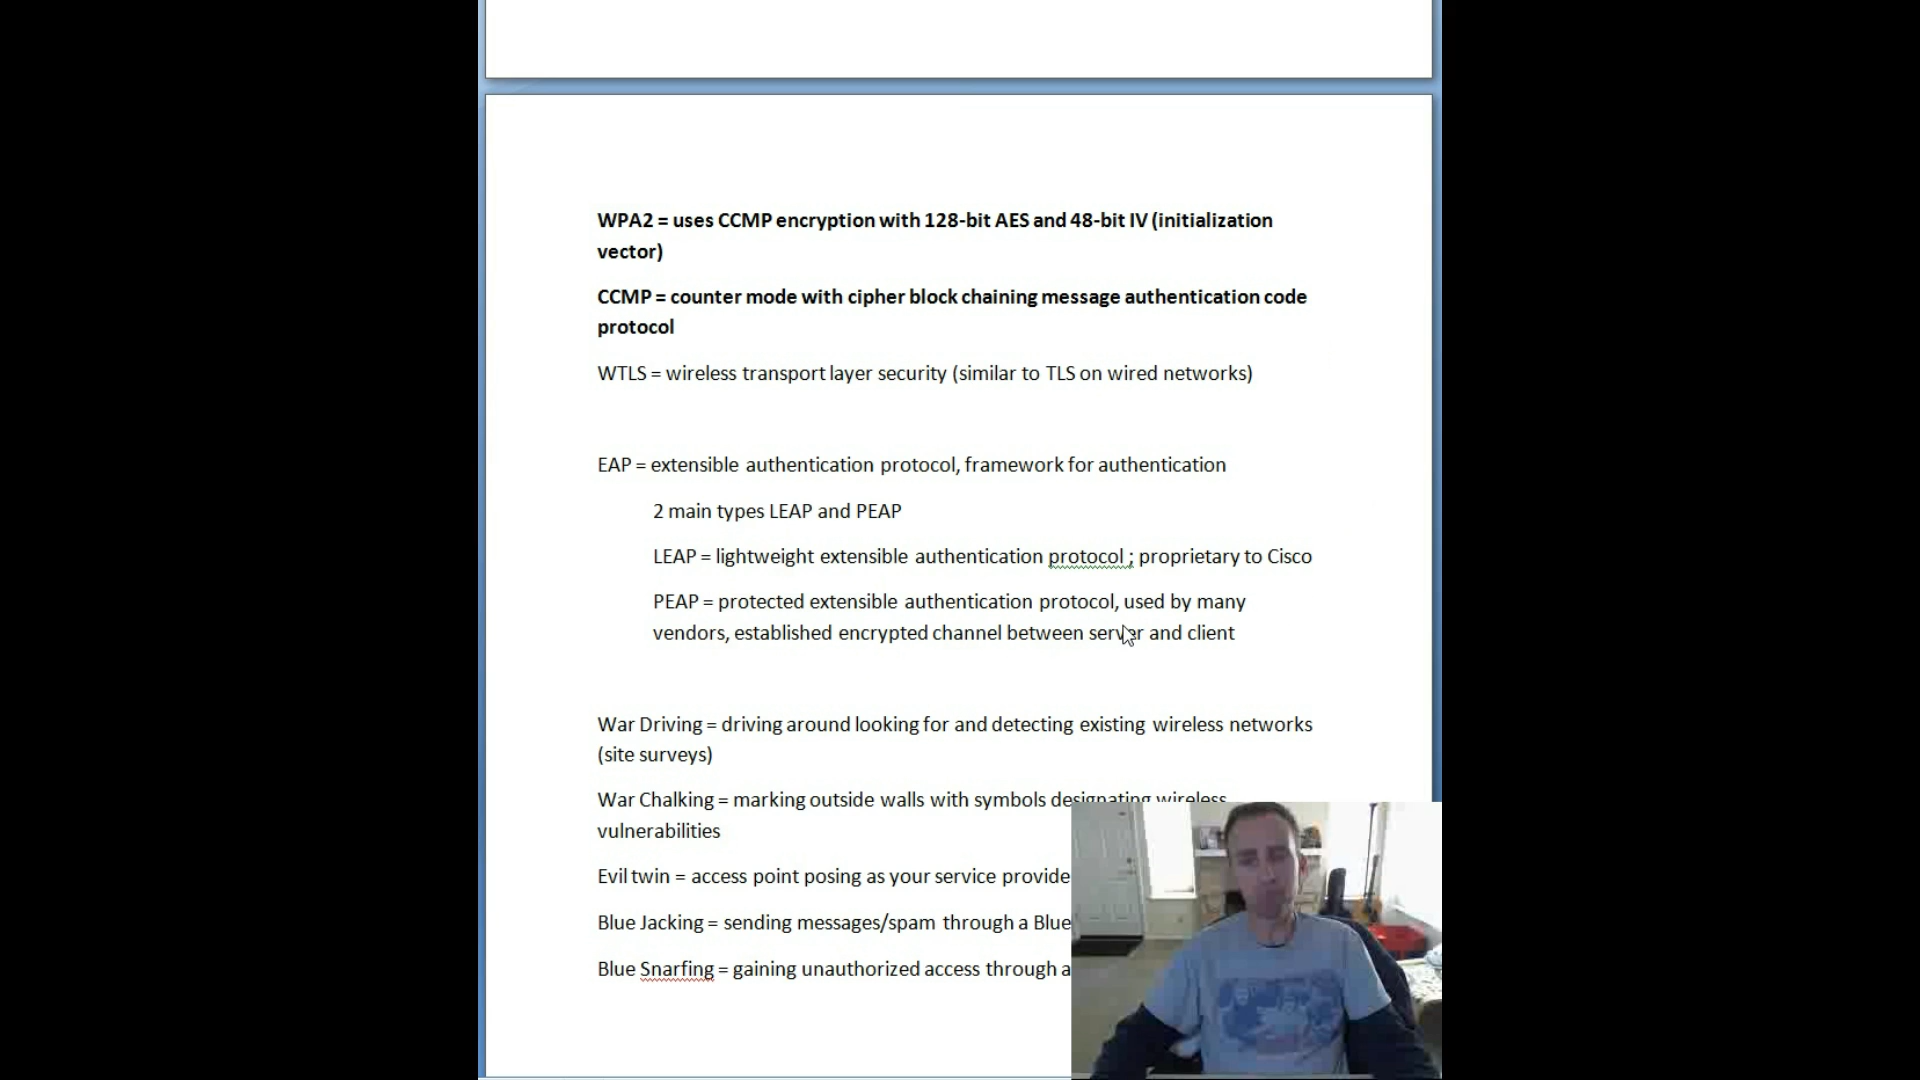 WPA2 = uses CCMP encryption with 128-bit AES and 48-bit IV (initialization
vector)
CCMP = counter mode with cipher block chaining message authentication code
protocol
WTLS = wireless transport layer security (similar to TLS on wired networks)
EAP = extensible authentication protocol, framework for authentication
2 main types LEAP and PEAP
LEAP = lightweight extensible authentication protocol ; proprietary to Cisco
PEAP = protected extensible authentication protocol, used by many
vendors, established encrypted channel between server and client
War Driving = driving around looking for and detecting existing wireless networks
(site surveys)
War Chalking = marking outside walls with symbols designating wireless
vulnerabilities
Evil twin = access point posing as your service provide
Blue Jacking = sending messages/spam through a Blue
Blue Snarfing = gaining unauthorized access through a